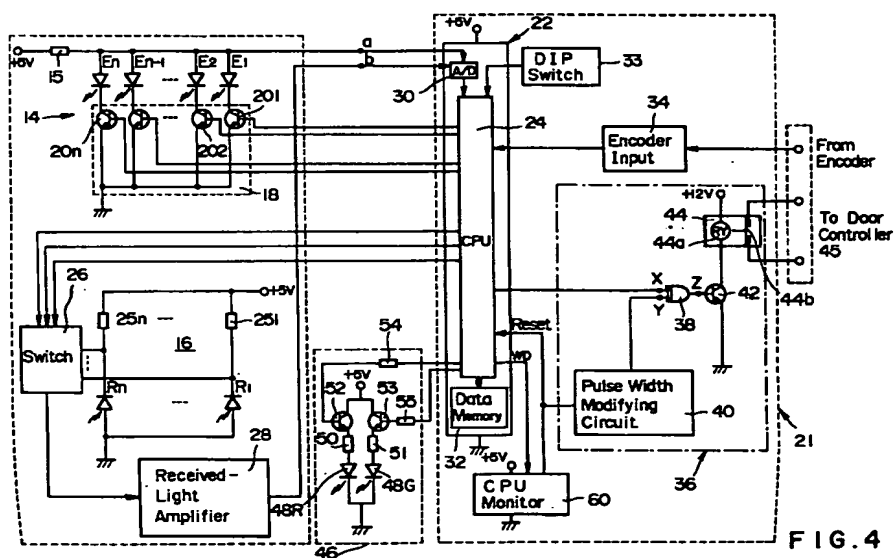 +5V
15
En
En-1
---
E2
E1
a
b
14
201
20n
202
18
+5V
22
A/D
30
DIP
Switch
33
24
34
Encoder
Input
From
Encoder
To Door
Controller
45
+12V
44
RY
44a
44b
CPU
X
Y
Z
38
42
26
Switch
25n
+5V
251
16
Rn
---
R1
28
Received-
Light
Amplifier
54
+5V
52
53
55
50
51
48R
48G
46
Reset
WD
Data
Memory
32
+5V
CPU
Monitor
60
Pulse Width
Modifying
Circuit
40
36
21
FIG.4